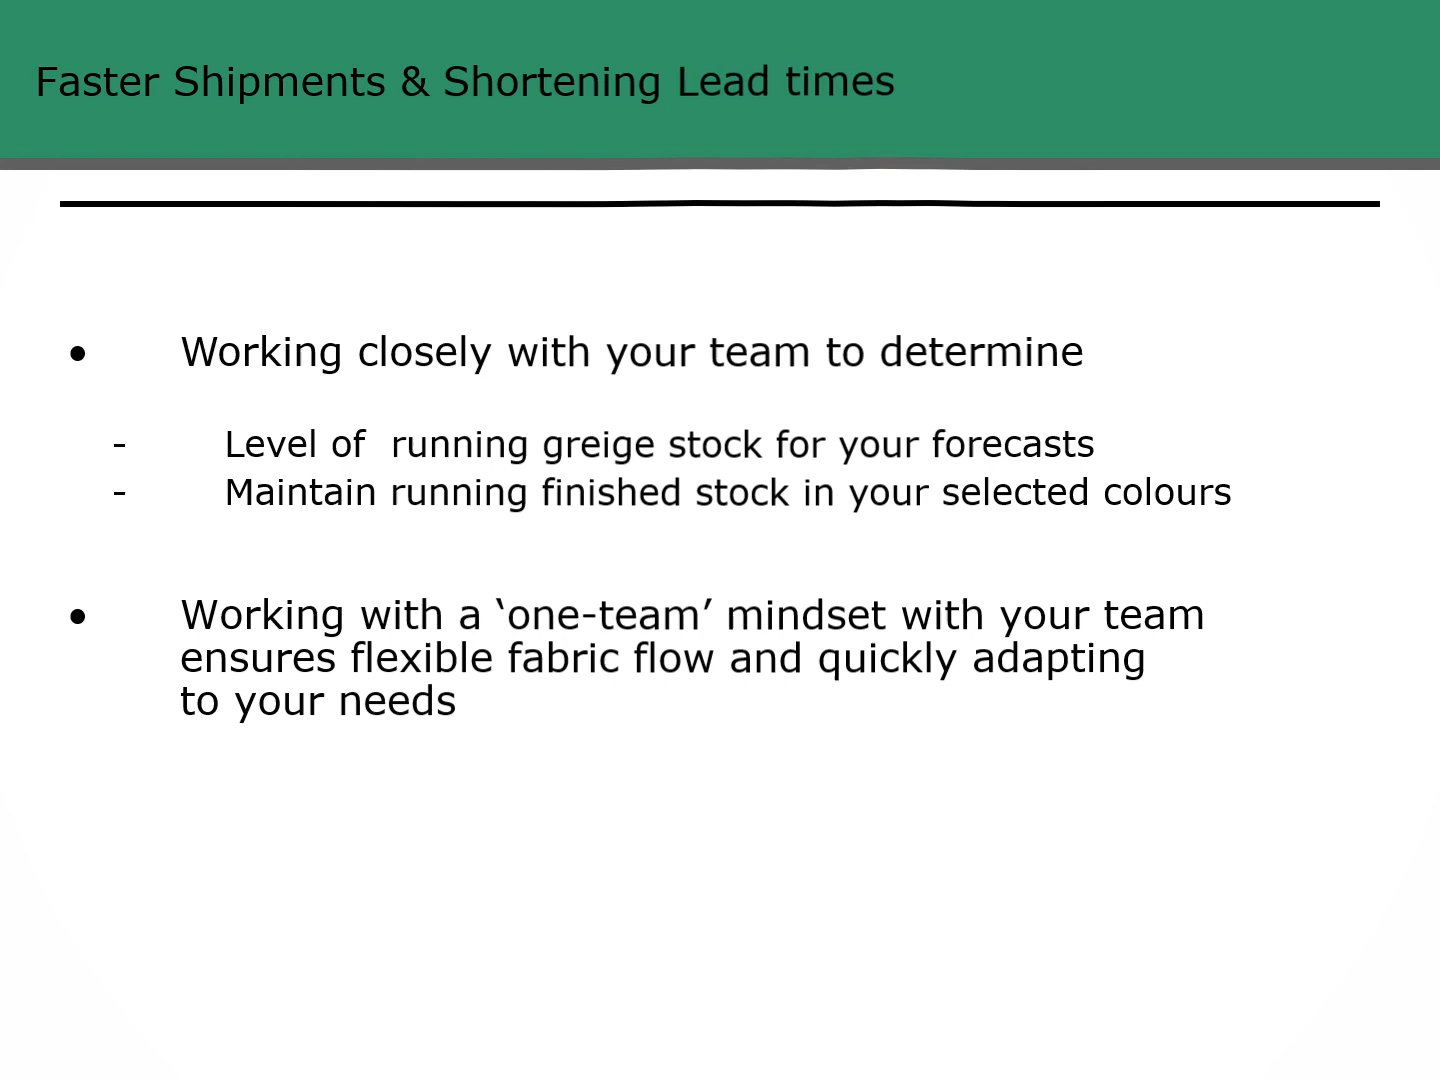 Faster Shipments & Shortening Lead times
• Working closely with your team to determine
- Level of  running greige stock for your forecasts
- Maintain running finished stock in your selected colours
• Working with a ‘one-team’ mindset with your team
ensures flexible fabric flow and quickly adapting
to your needs